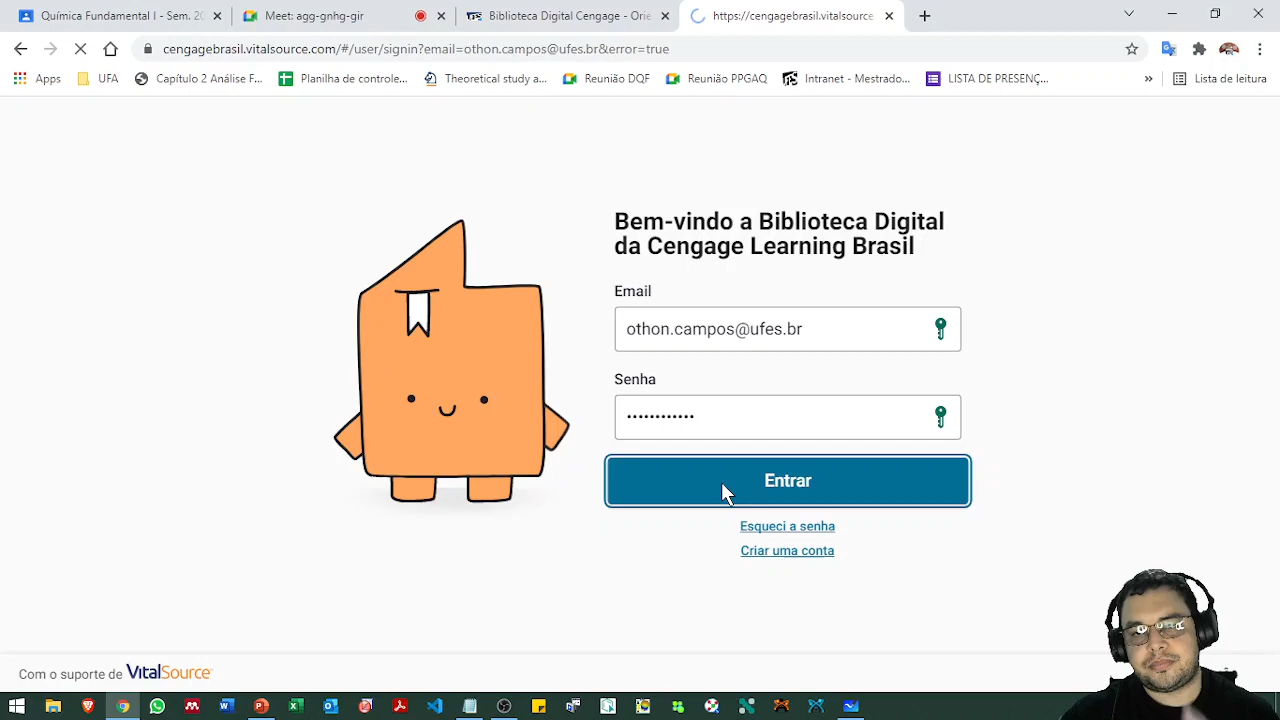 Química Fundamental I - Sem. 20
Meet: agg-gnhg-gir
Biblioteca Digital Cengage - Orie
https://cengagebrasil.vitalsource
cengagebrasil.vitalsource.com/#/user/signin?email=othon.campos@ufes.br&error=true
Apps
UFA
Capítulo 2 Análise F...
Planilha de controle...
Theoretical study a...
Reunião DQF
Reunião PPGAQ
Intranet - Mestrado...
LISTA DE PRESENÇ...
»
Lista de leitura
Bem-vindo a Biblioteca Digital
da Cengage Learning Brasil
Email
othon.campos@ufes.br
Senha
••••••••••••
Entrar
Esqueci a senha
Criar uma conta
Com o suporte de VitalSource